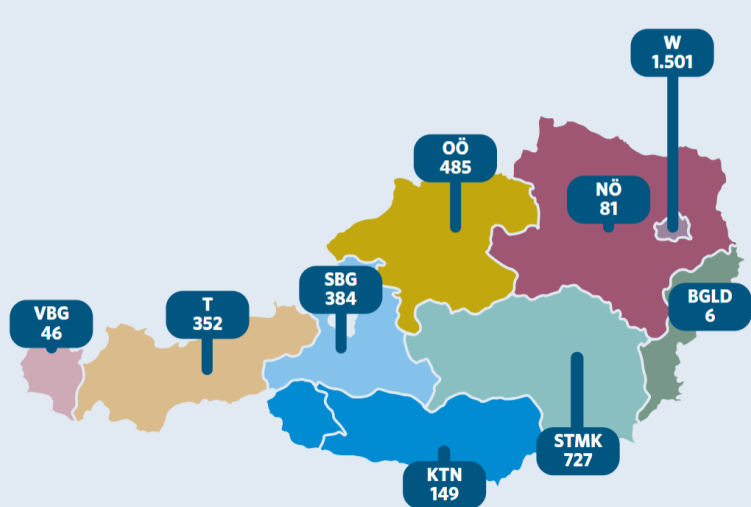 W
1.501
OÖ
485
NÖ
81
SBG
384
BGLD
6
T
352
VBG
46
STMK
727
KTN
149